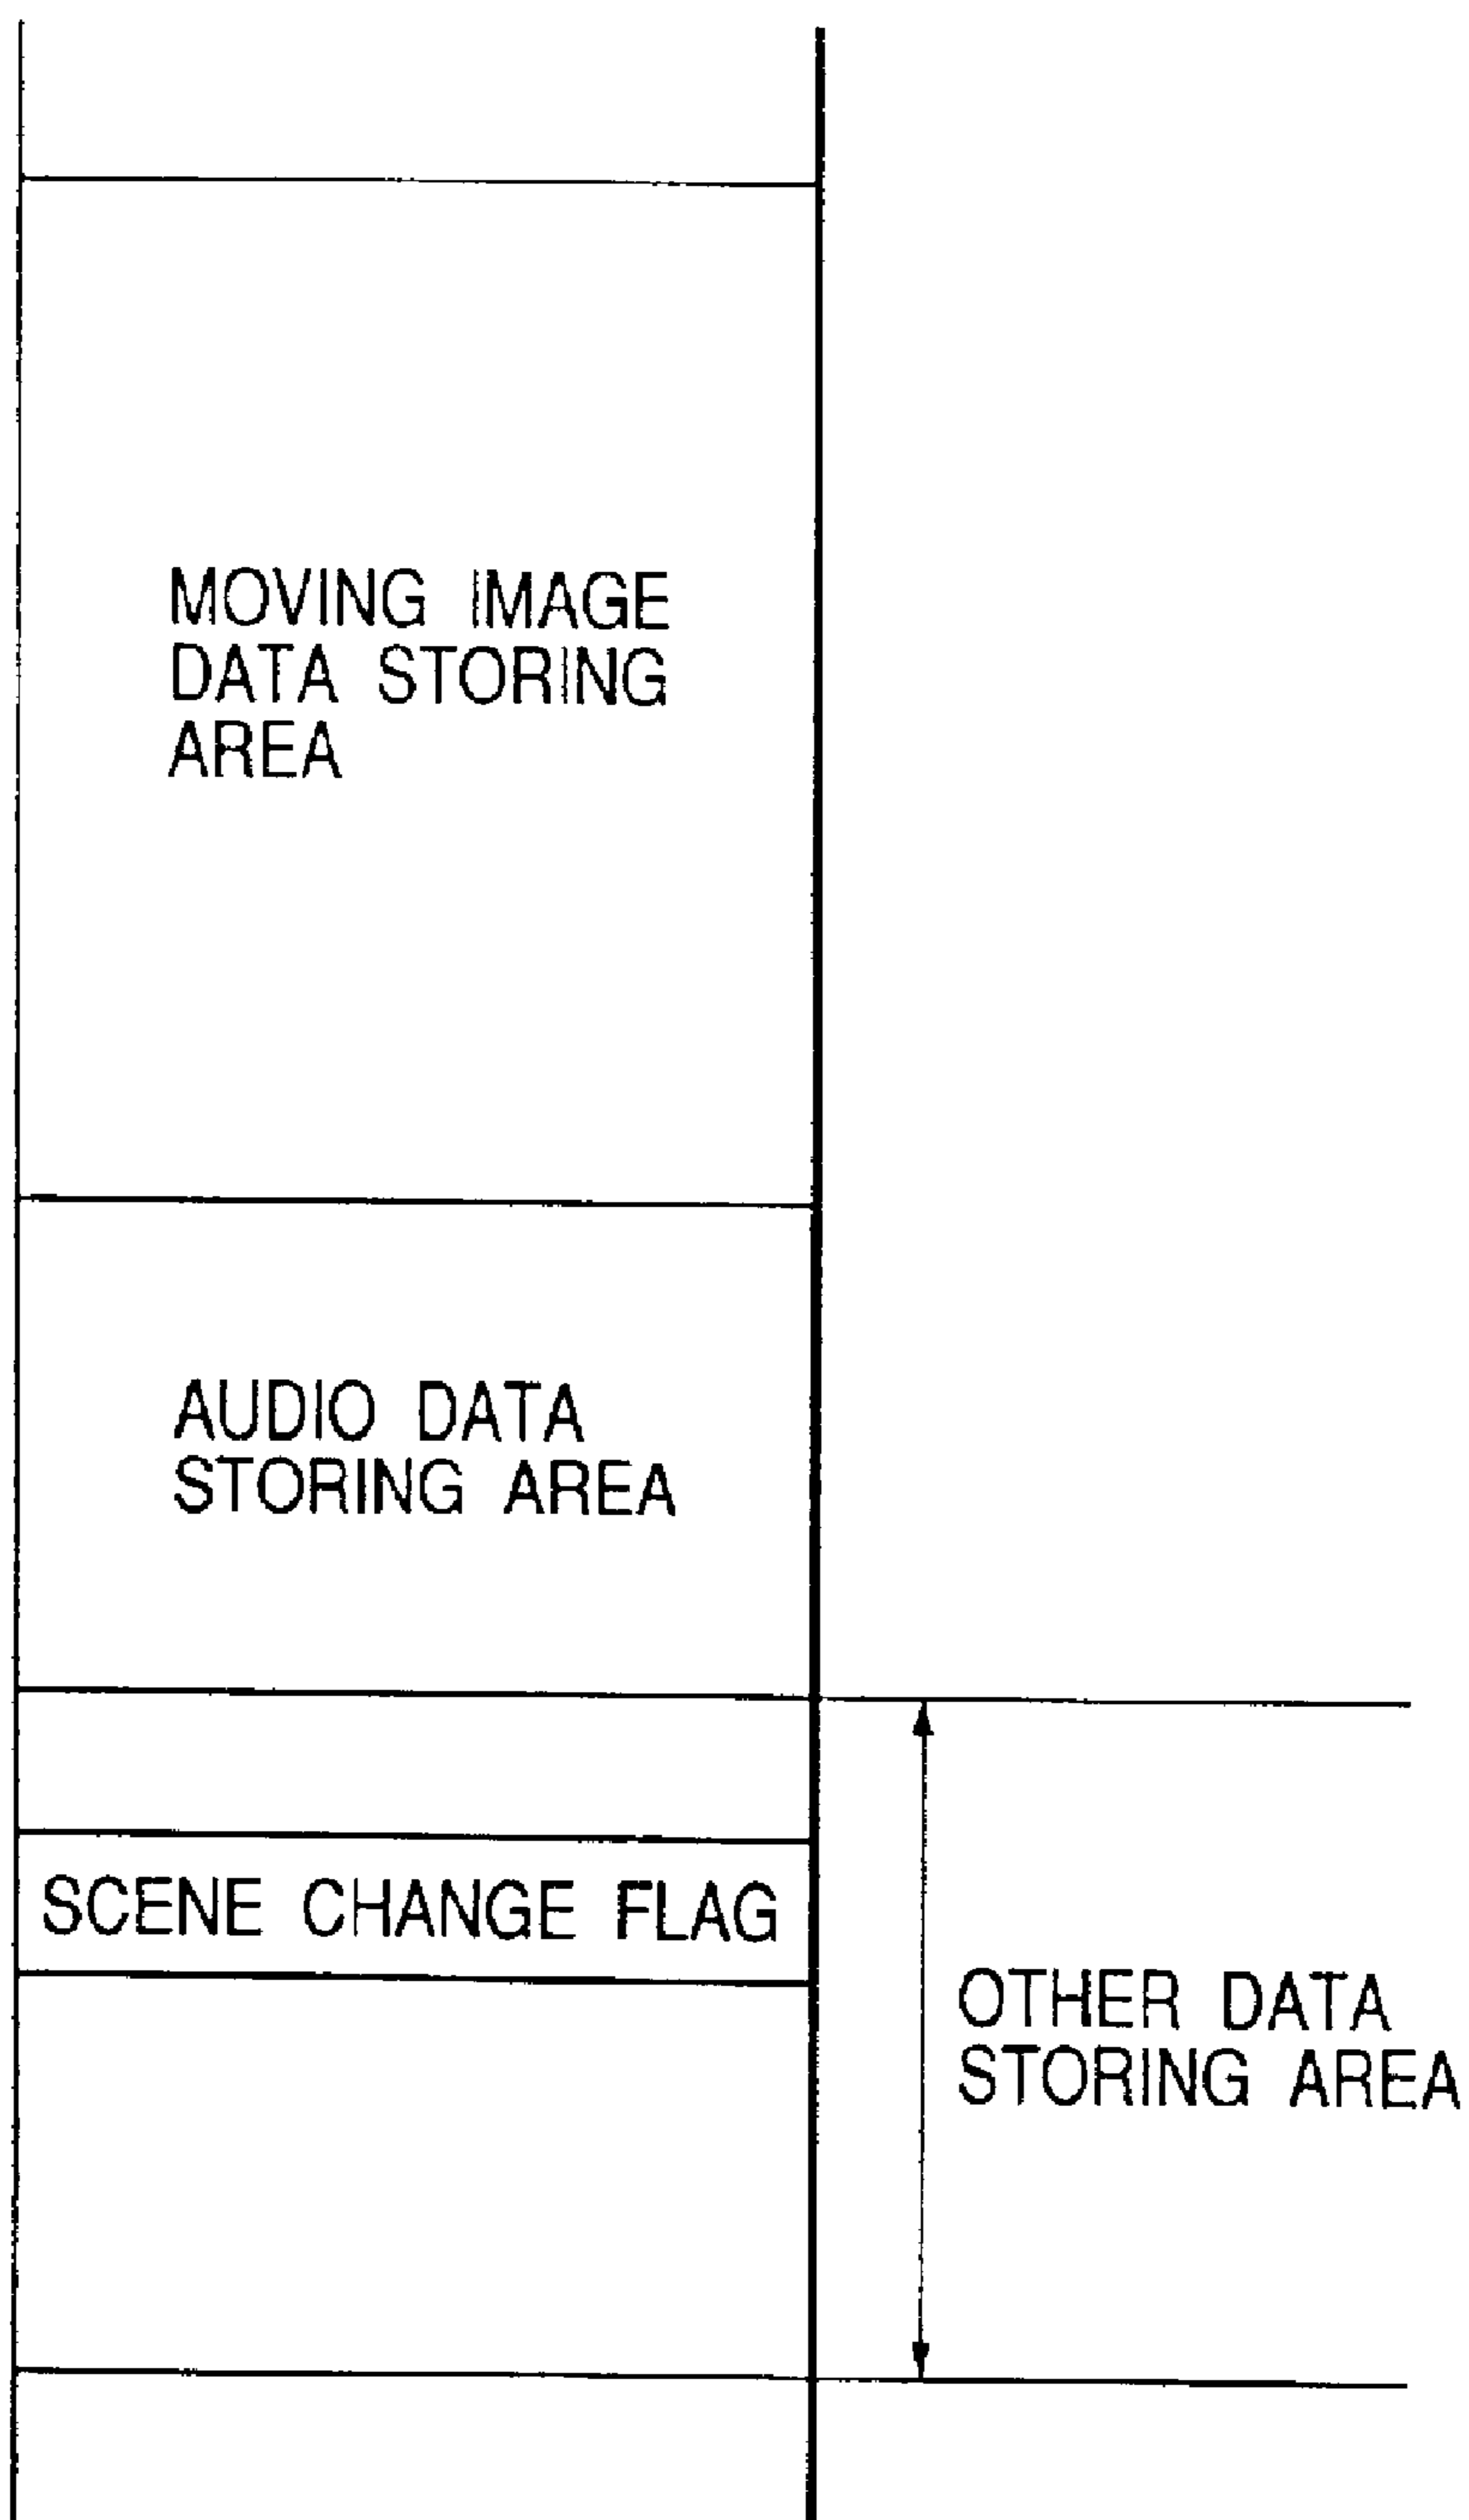 MOVING IMAGE
DATA STORING
AREA
AUDIO DATA
STORING AREA
SCENE CHANGE FLAG
OTHER DATA
STORING AREA